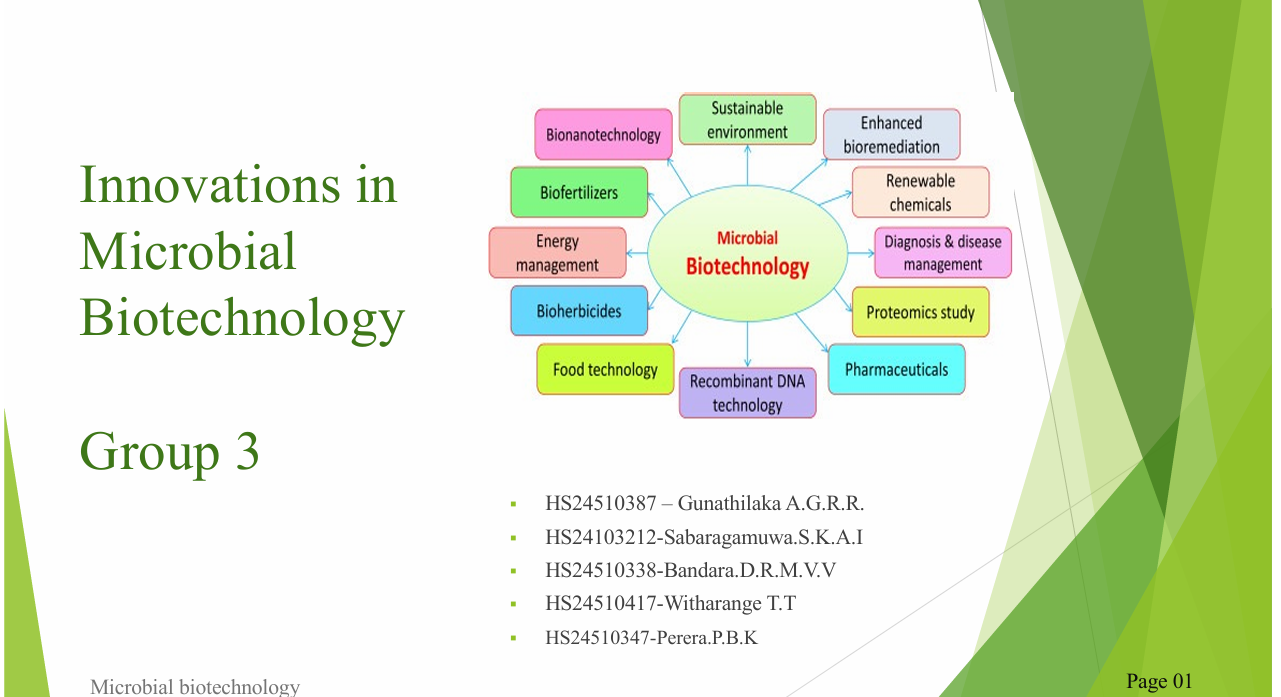 Innovations in
Microbial
Biotechnology
Group 3
Sustainable
environment
Enhanced
bioremediation
Renewable
chemicals
Diagnosis & disease
management
Proteomics study
Pharmaceuticals
Recombinant DNA
technology
Food technology
Bioherbicides
Energy
management
Biofertilizers
Bionanotechnology
Microbial
Biotechnology
▪ HS24510387 – Gunathilaka A.G.R.R.
▪ HS24103212-Sabaragamuwa.S.K.A.I
▪ HS24510338-Bandara.D.R.M.V.V
▪ HS24510417-Witharange T.T
▪ HS24510347-Perera.P.B.K
Microbial biotechnology
Page 01